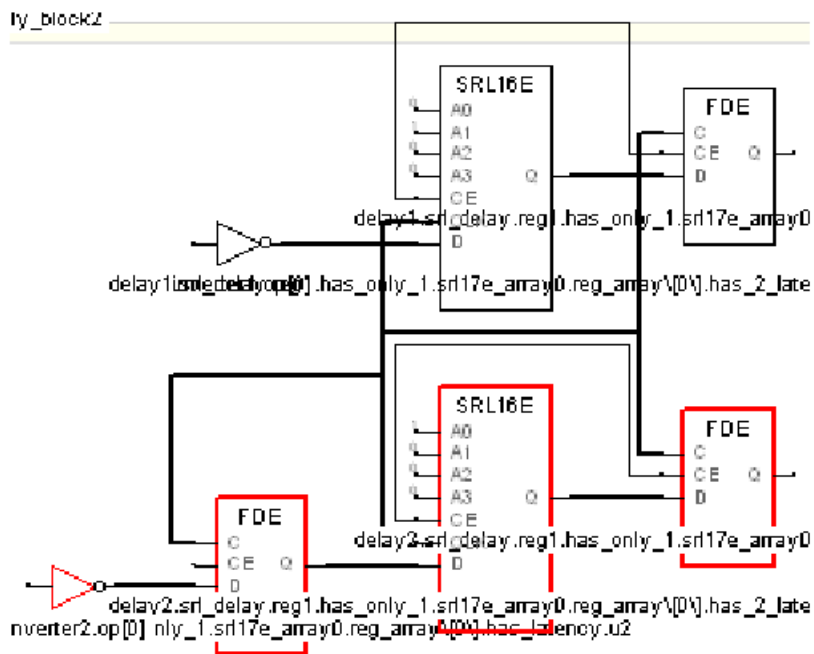 ly_block2
SRL16E
FDE
A0
A1
A2
A3 Q
CE
D
C
CE Q
D
delay1.srl_delay.reg1.has_only_1.srl17e_array0
.has_only_1.srl17e_array0.reg_array\[0\].has_2_late
SRL16E
FDE
A0
A1
A2
A3 Q
CE
D
C
CE Q
D
FDE
C
CE Q
D
delay2.srl_delay.reg1.has_only_1.srl17e_array0
delay2.srl_delay.reg1.has_only_1.srl17e_array0.reg_array\[0\].has_2_late
nverter2.op[0] nly_1.srl17e_array0.reg_array\[0\].has_latency.u2